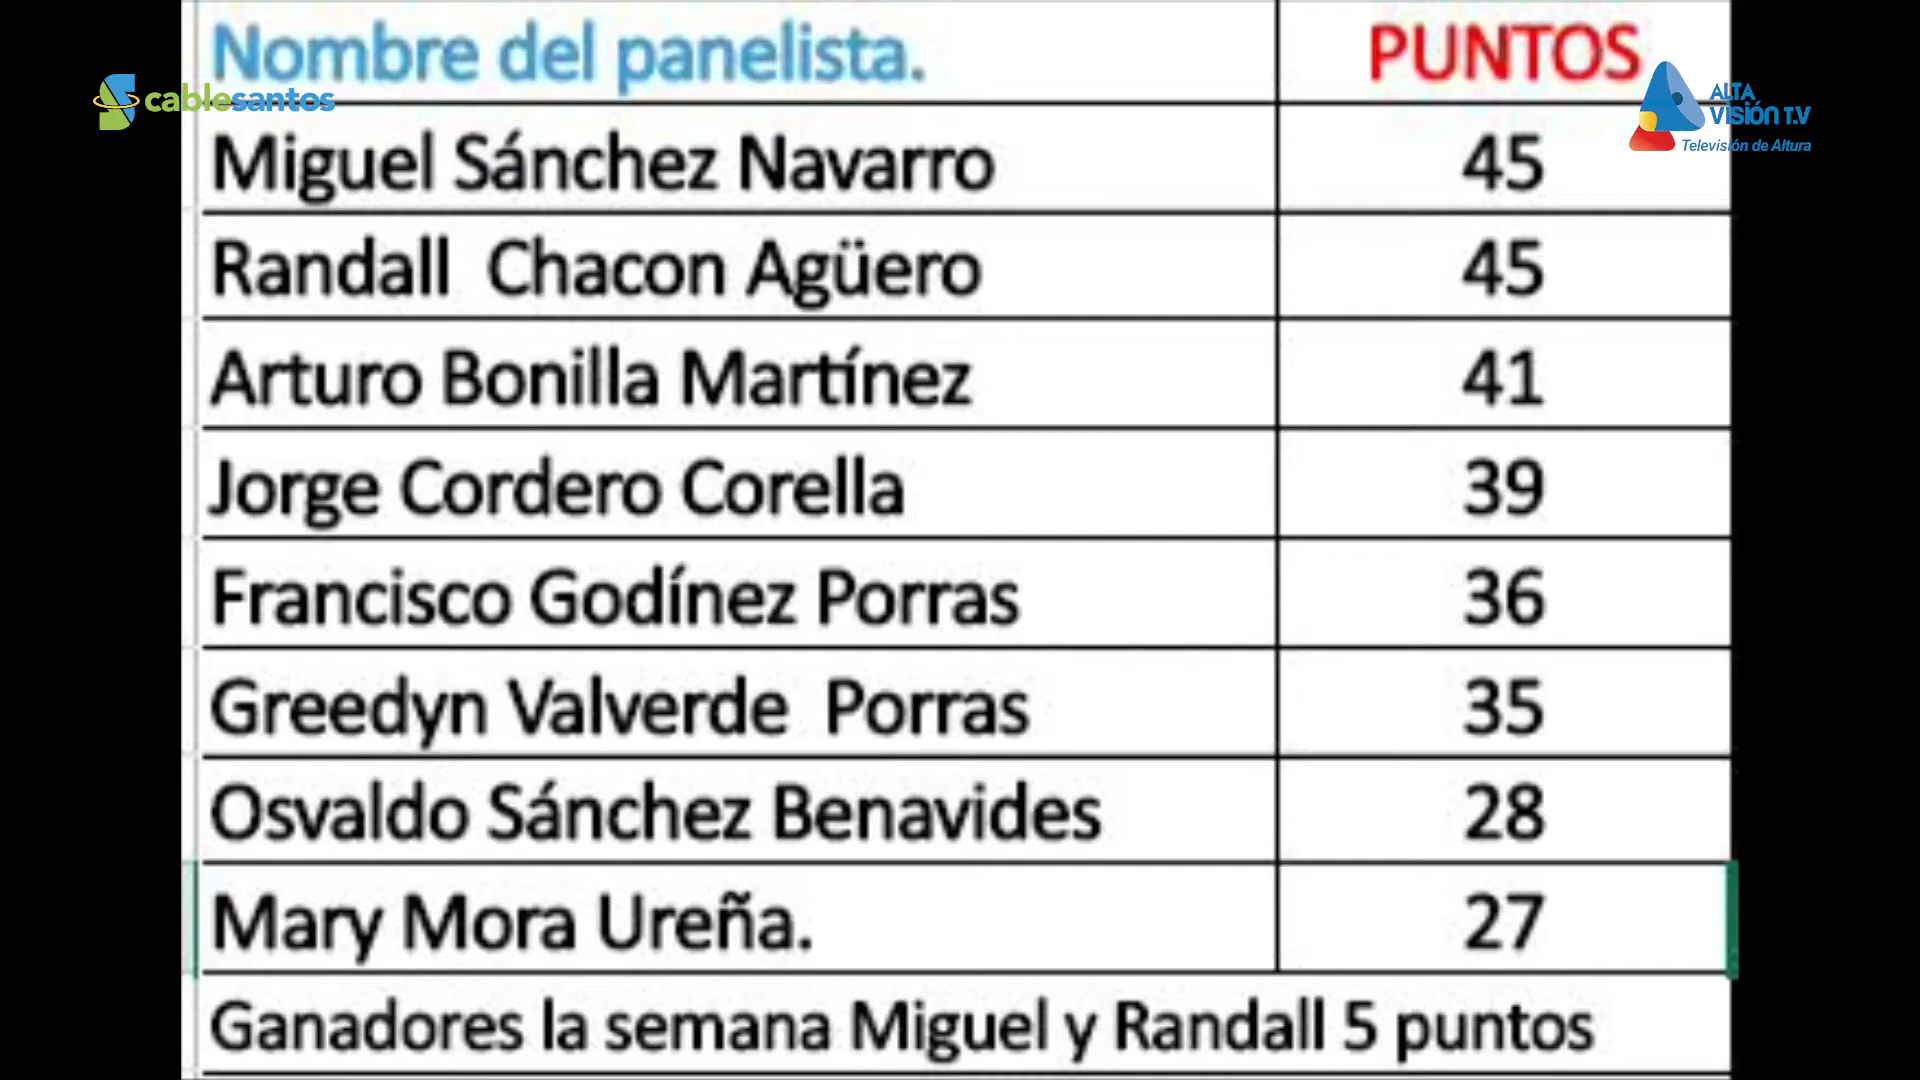 Nombre del panelista. PUNTOS
cablesantos
ALTA
VISIÓN T.V
Televisión de Altura
Miguel Sánchez Navarro 45
Randall Chacon Agüero 45
Arturo Bonilla Martínez 41
Jorge Cordero Corella 39
Francisco Godínez Porras 36
Greedyn Valverde Porras 35
Osvaldo Sánchez Benavides 28
Mary Mora Ureña. 27
Ganadores la semana Miguel y Randall 5 puntos